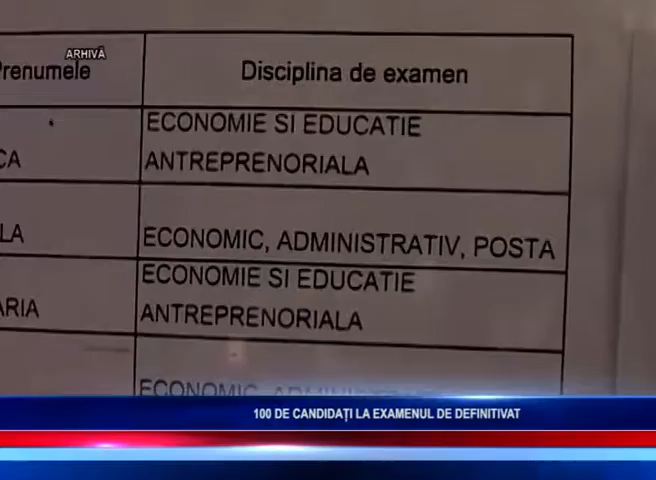 ARHIVĂ
Prenumele
Disciplina de examen
ECONOMIE SI EDUCATIE
CA
ANTREPRENORIALA
LA
ECONOMIC, ADMINISTRATIV, POSTA
ECONOMIE SI EDUCATIE
ARIA
ANTREPRENORIALA
ECONOMIC,
100 DE CANDIDAȚI LA EXAMENUL DE DEFINITIVAT